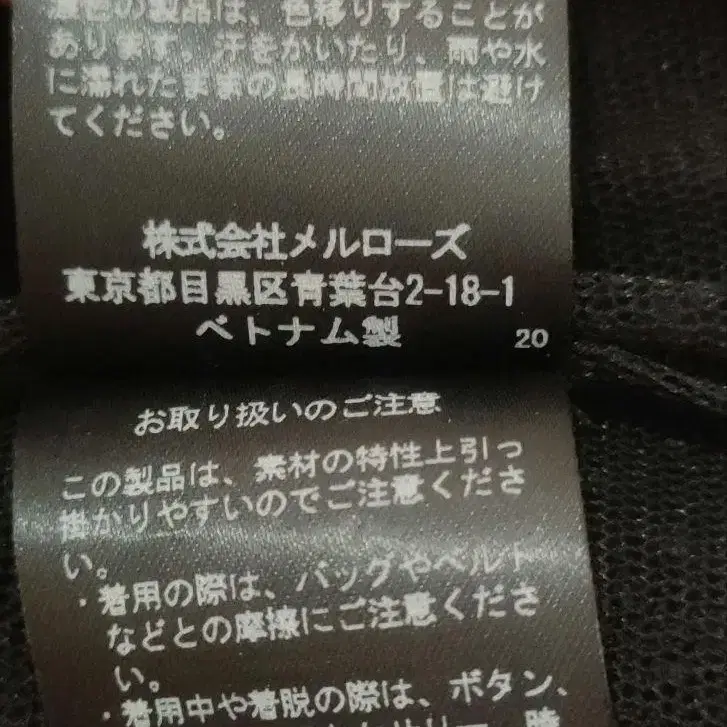 濃色の製品は、色移りすることが
あります。汗をかいたり、雨や水
に濡れたままの長時間放置は避け
てください。
株式会社メルローズ
東京都目黒区青葉台2-18-1
ベトナム製
20
お取り扱いのご注意
この製品は、素材の特性上引っ
掛かりやすいのでご注意くださ
い。
・着用の際は、バッグやベルト
などとの摩擦にご注意くださ
い。
・着用中や着脱の際は、ボタン、